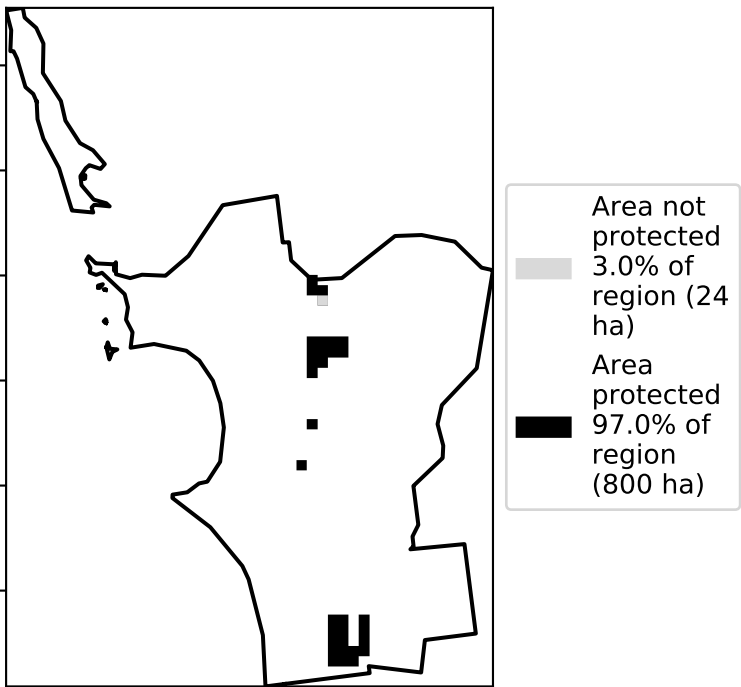 Area not
protected
3.0% of
region (24
ha)
Area
protected
97.0% of
region
(800 ha)